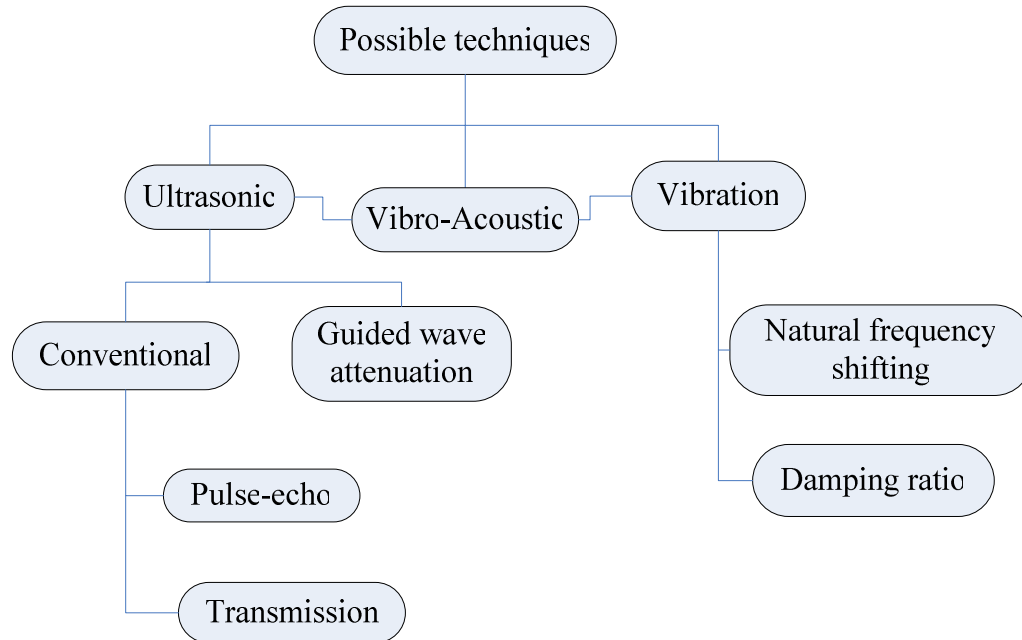 Possible techniques
Ultrasonic
Vibro-Acoustic
Vibration
Conventional
Guided wave
attenuation
Natural frequency
shifting
Pulse-echo
Damping ratio
Transmission